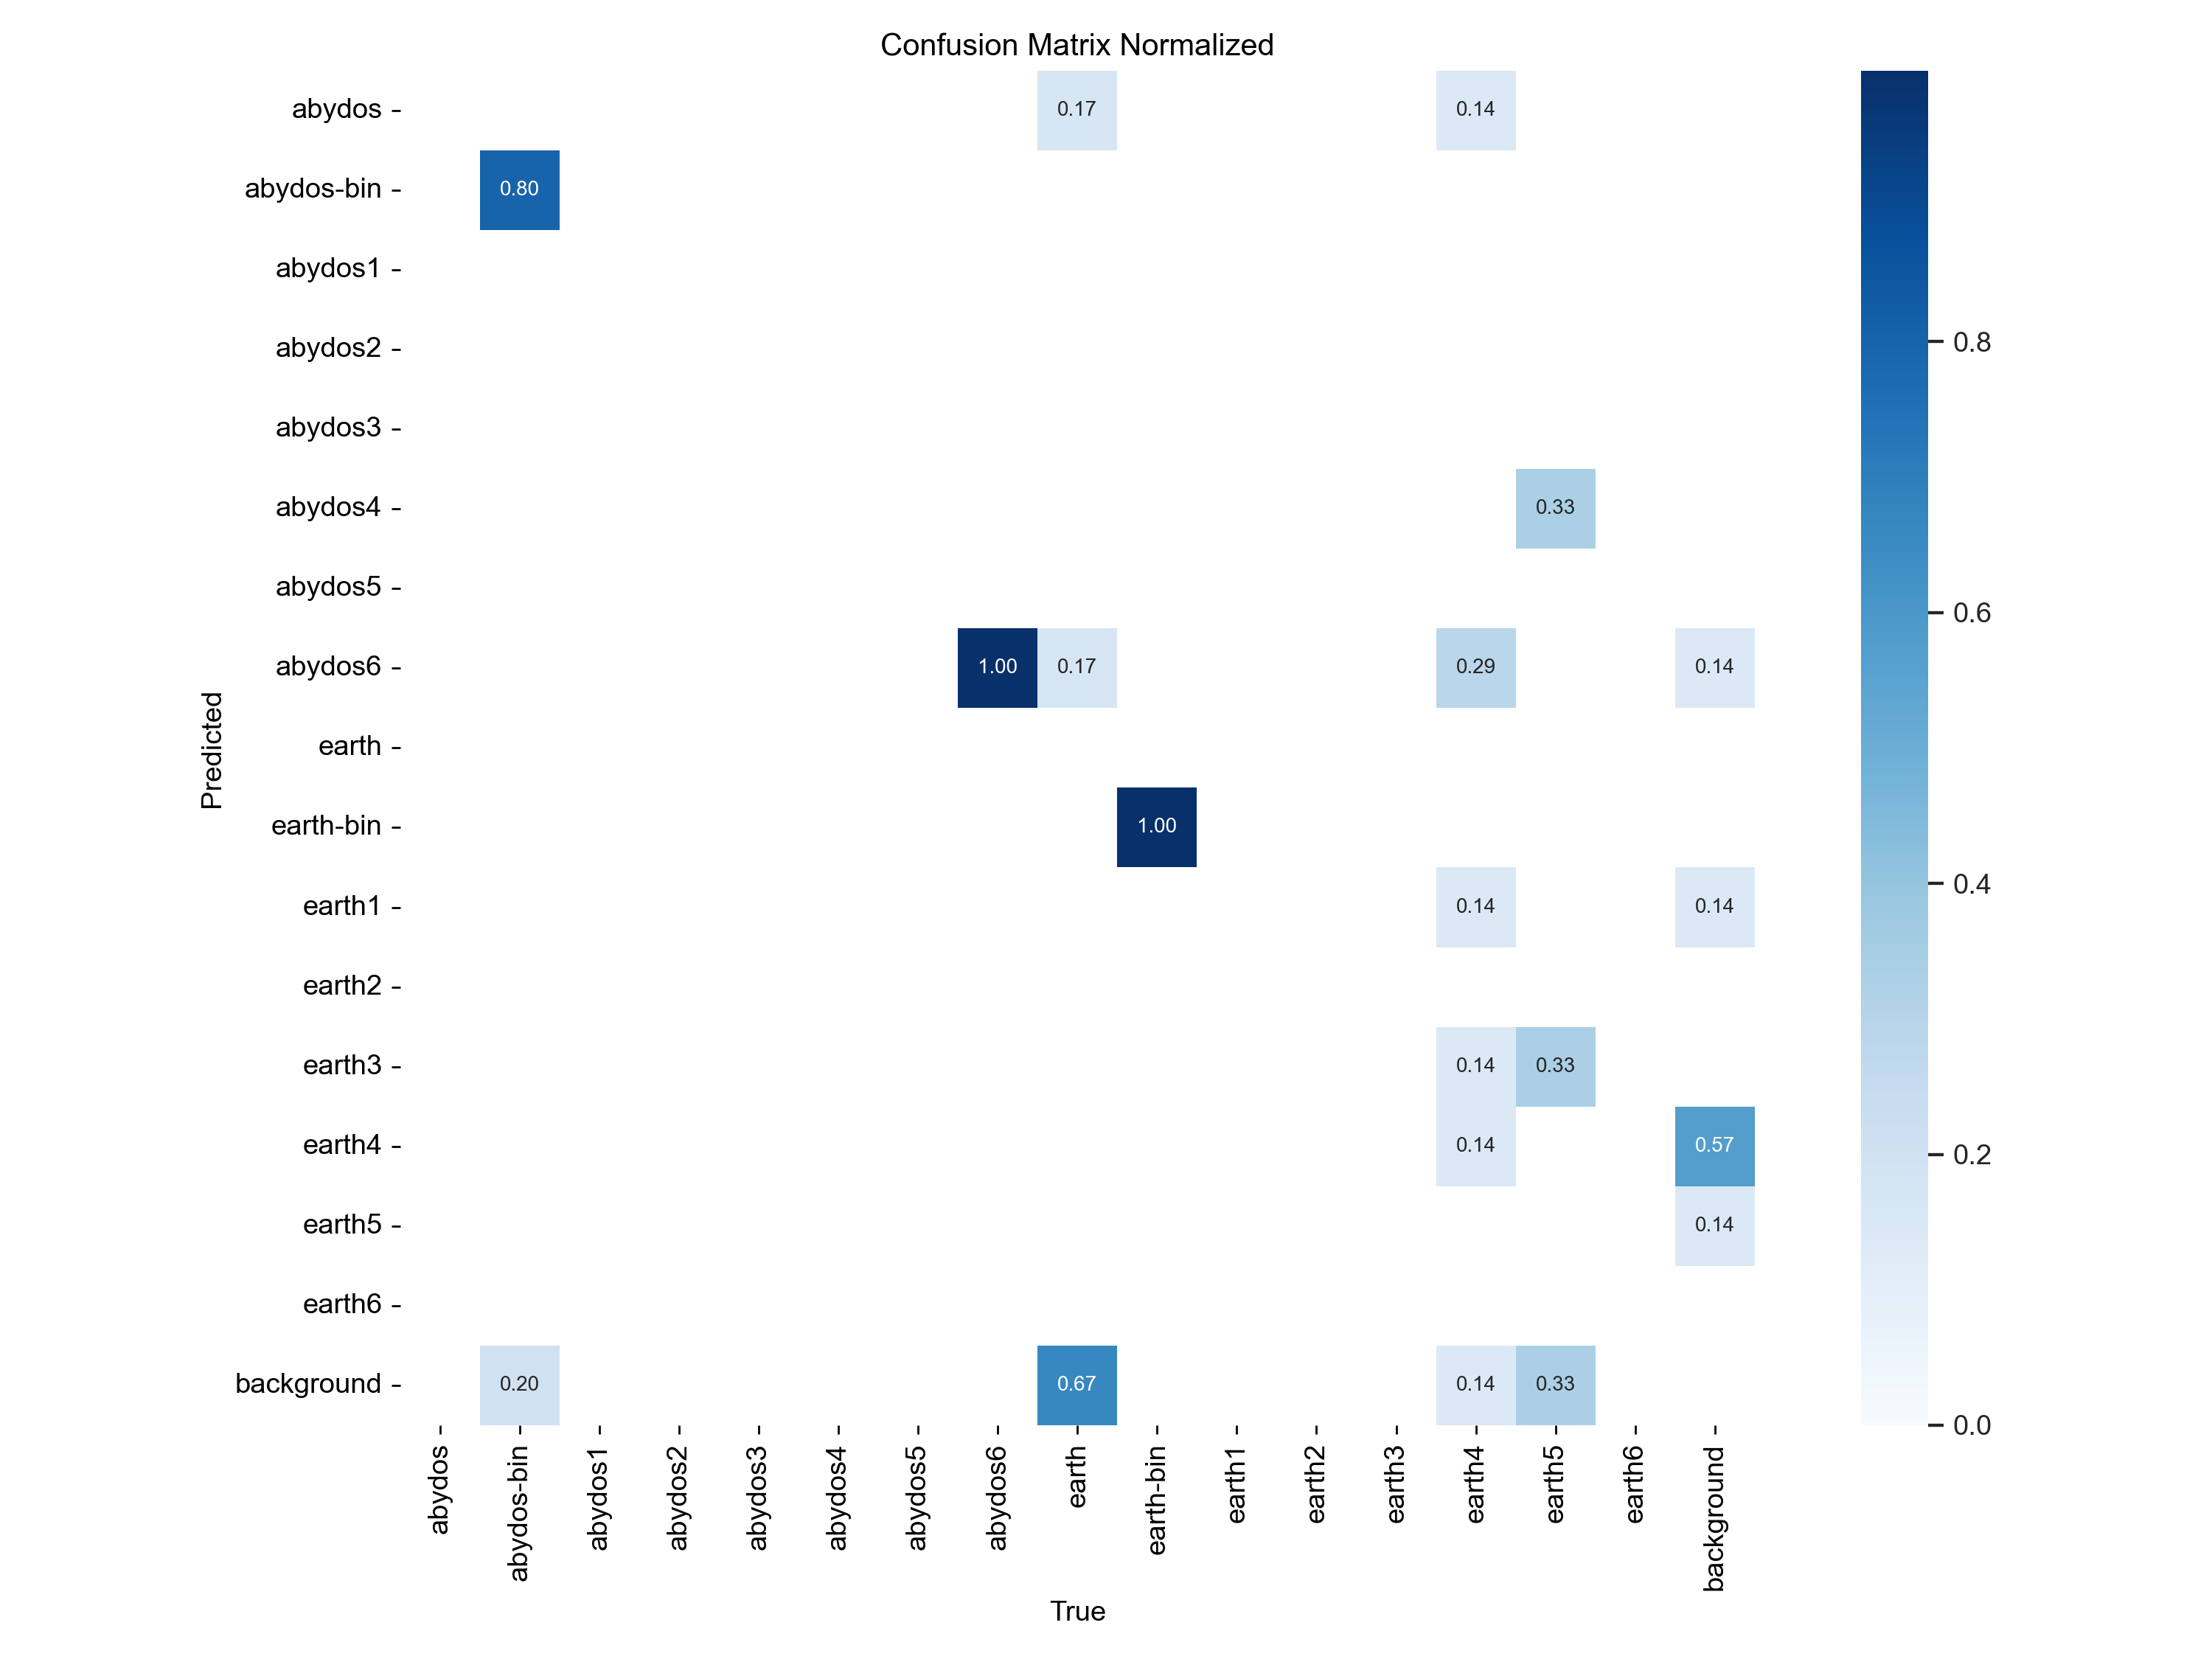 Confusion Matrix Normalized
abydos 0.17 0.14
abydos-bin 0.80
abydos1
abydos2
abydos3
abydos4 0.33
abydos5
abydos6 1.00 0.17 0.29 0.14
earth
earth-bin 1.00
earth1 0.14 0.14
earth2
earth3 0.14 0.33
earth4 0.14 0.57
earth5 0.14
earth6
background 0.20 0.67 0.14 0.33
Predicted
abydos
abydos-bin
abydos1
abydos2
abydos3
abydos4
abydos5
abydos6
earth
earth-bin
earth1
earth2
earth3
earth4
earth5
earth6
background
True
0.8
0.6
0.4
0.2
0.0